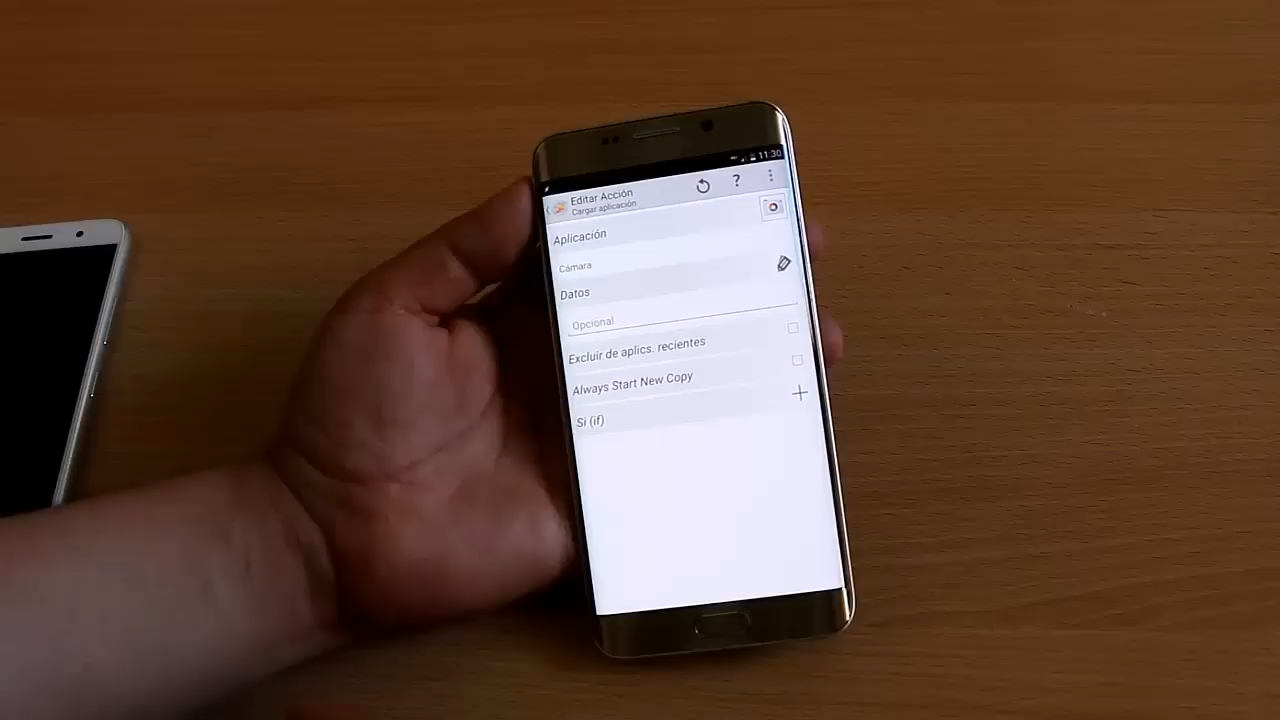 11:30
Editar Acción
Cargar aplicación
?
Aplicación
Cámara
Datos
Opcional
Excluir de aplics. recientes
Always Start New Copy
Si (if)